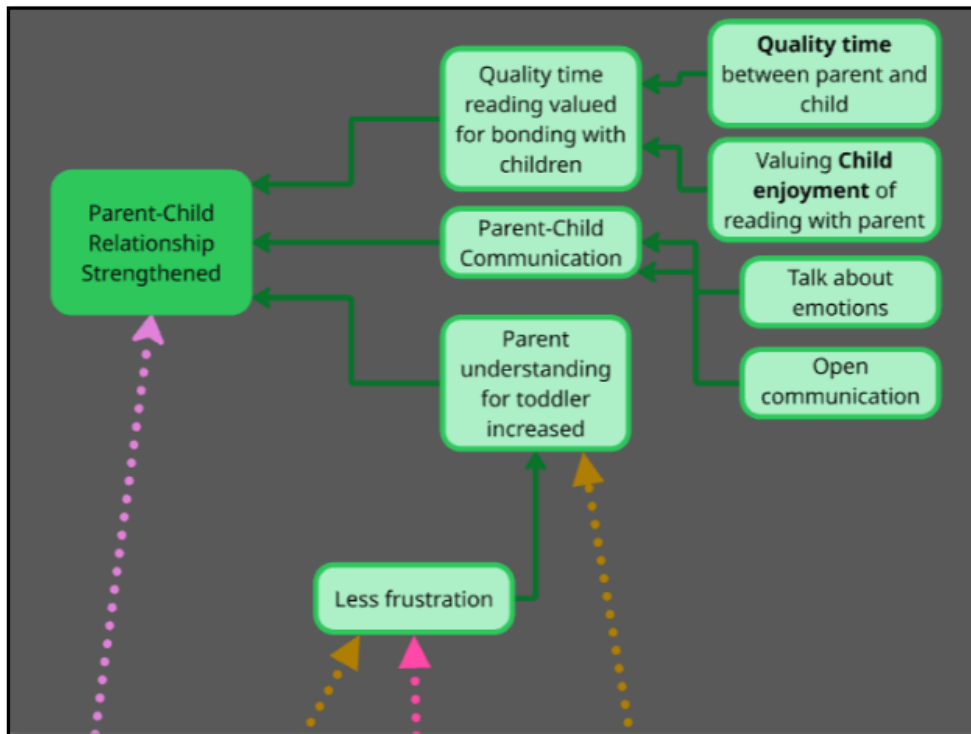 Quality time
between parent and
child
Quality time
reading valued
for bonding with
children
Valuing Child
enjoyment of
reading with parent
Parent-Child
Relationship
Strengthened
Parent-Child
Communication
Talk about
emotions
Parent
understanding
for toddler
increased
Open
communication
Less frustration